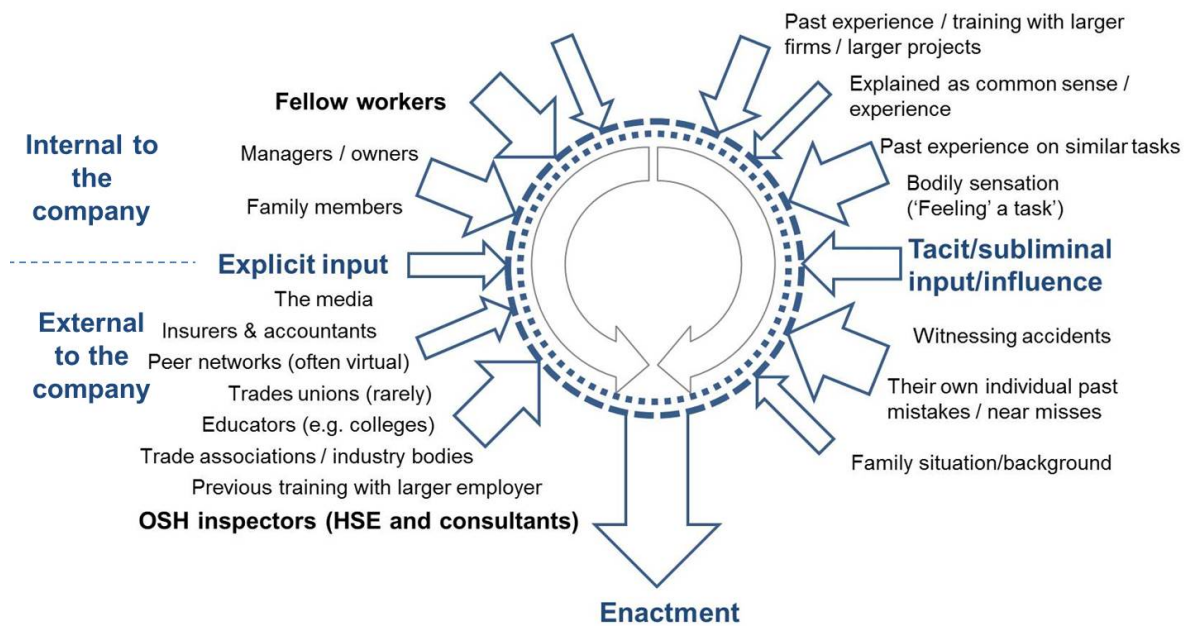 Past experience / training with larger
firms / larger projects
Explained as common sense /
experience
Fellow workers
Internal to
the
company
Managers / owners
Past experience on similar tasks
Family members
Bodily sensation
(‘Feeling’ a task’)
Explicit input
Tacit/subliminal
input/influence
External
to the
company
The media
Insurers & accountants
Peer networks (often virtual)
Trades unions (rarely)
Educators (e.g. colleges)
Trade associations / industry bodies
Previous training with larger employer
OSH inspectors (HSE and consultants)
Witnessing accidents
Their own individual past
mistakes / near misses
Family situation/background
Enactment